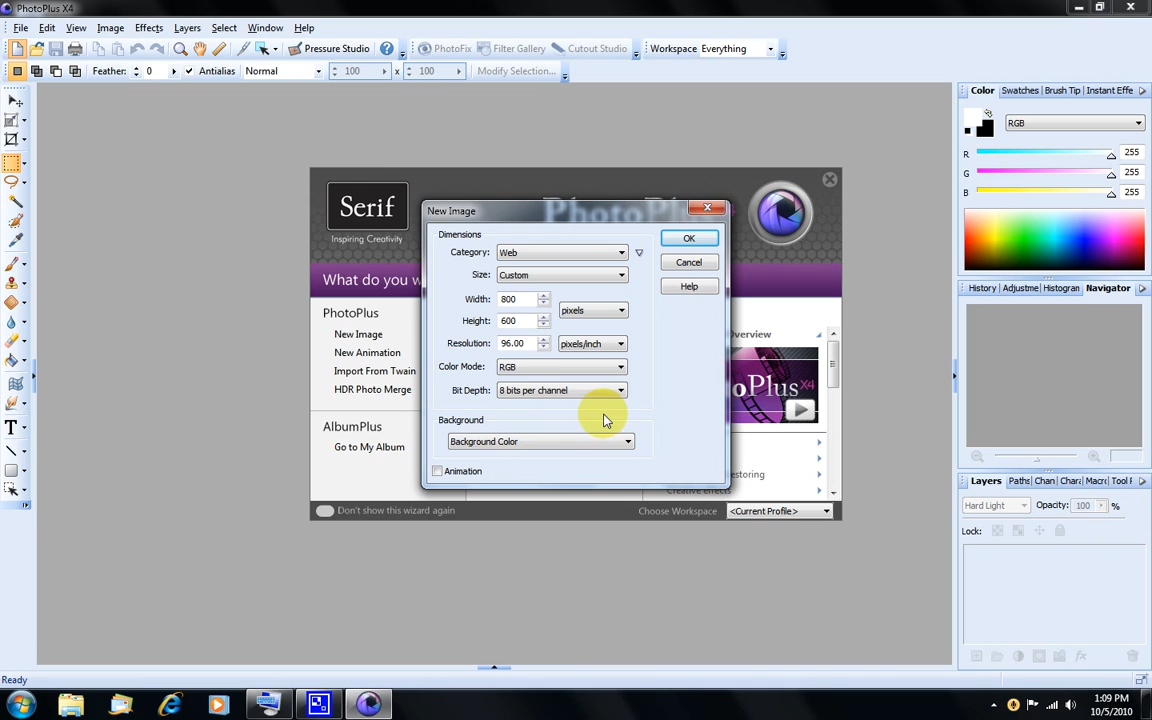 PhotoPlus X4
File Edit View Image Effects Layers Select Window Help
Pressure Studio PhotoFix Filter Gallery Cutout Studio Workspace Everything
Feather: 0 Antialias Normal 100 x 100 Modify Selection...
Color Swatches Brush Tip Instant Effe
RGB
R 255
G 255
B 255
Serif
Inspiring Creativity
PhotoPlus
What do you w
PhotoPlus
New Image
New Animation
Import From Twain
HDR Photo Merge
AlbumPlus
Go to My Album
Don't show this wizard again
Choose Workspace <Current Profile>
New Image
Dimensions
Category: Web
Size: Custom
Width: 800
pixels
Height: 600
Resolution: 96.00 pixels/inch
Color Mode: RGB
Bit Depth: 8 bits per channel
Background
Background Color
Animation
OK
Cancel
Help
Overview
oPlus X4
estoring
Creative effects
History Adjustme Histogran Navigator
Layers Paths Chan Chara Macro Tool F
Hard Light Opacity: 100 %
Lock:
Ready
1:09 PM
10/5/2010